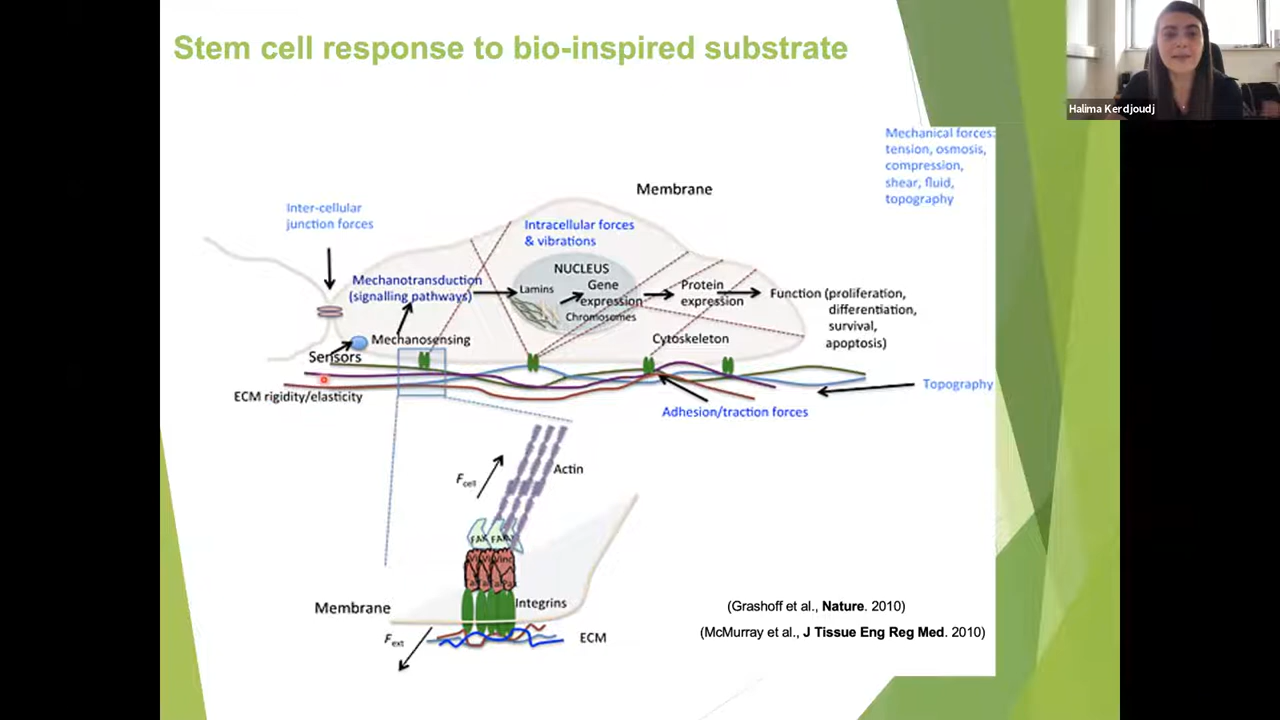 Stem cell response to bio-inspired substrate
Halima Kerdjoudj
Mechanical forces:
tension, osmosis,
compression,
shear, fluid,
topography
Membrane
Inter-cellular
junction forces
Intracellular forces
& vibrations
NUCLEUS
Mechanotransduction
(signalling pathways)
Lamins
Gene
expression
Chromosomes
Protein
expression
Function (proliferation,
differentiation,
survival,
apoptosis)
Mechanosensing
Cytoskeleton
Sensors
ECM rigidity/elasticity
Topography
Adhesion/traction forces
Actin
Fcell
FAK FAK
Integrins
Membrane
Fext
ECM
(Grashoff et al., Nature. 2010)
(McMurray et al., J Tissue Eng Reg Med. 2010)